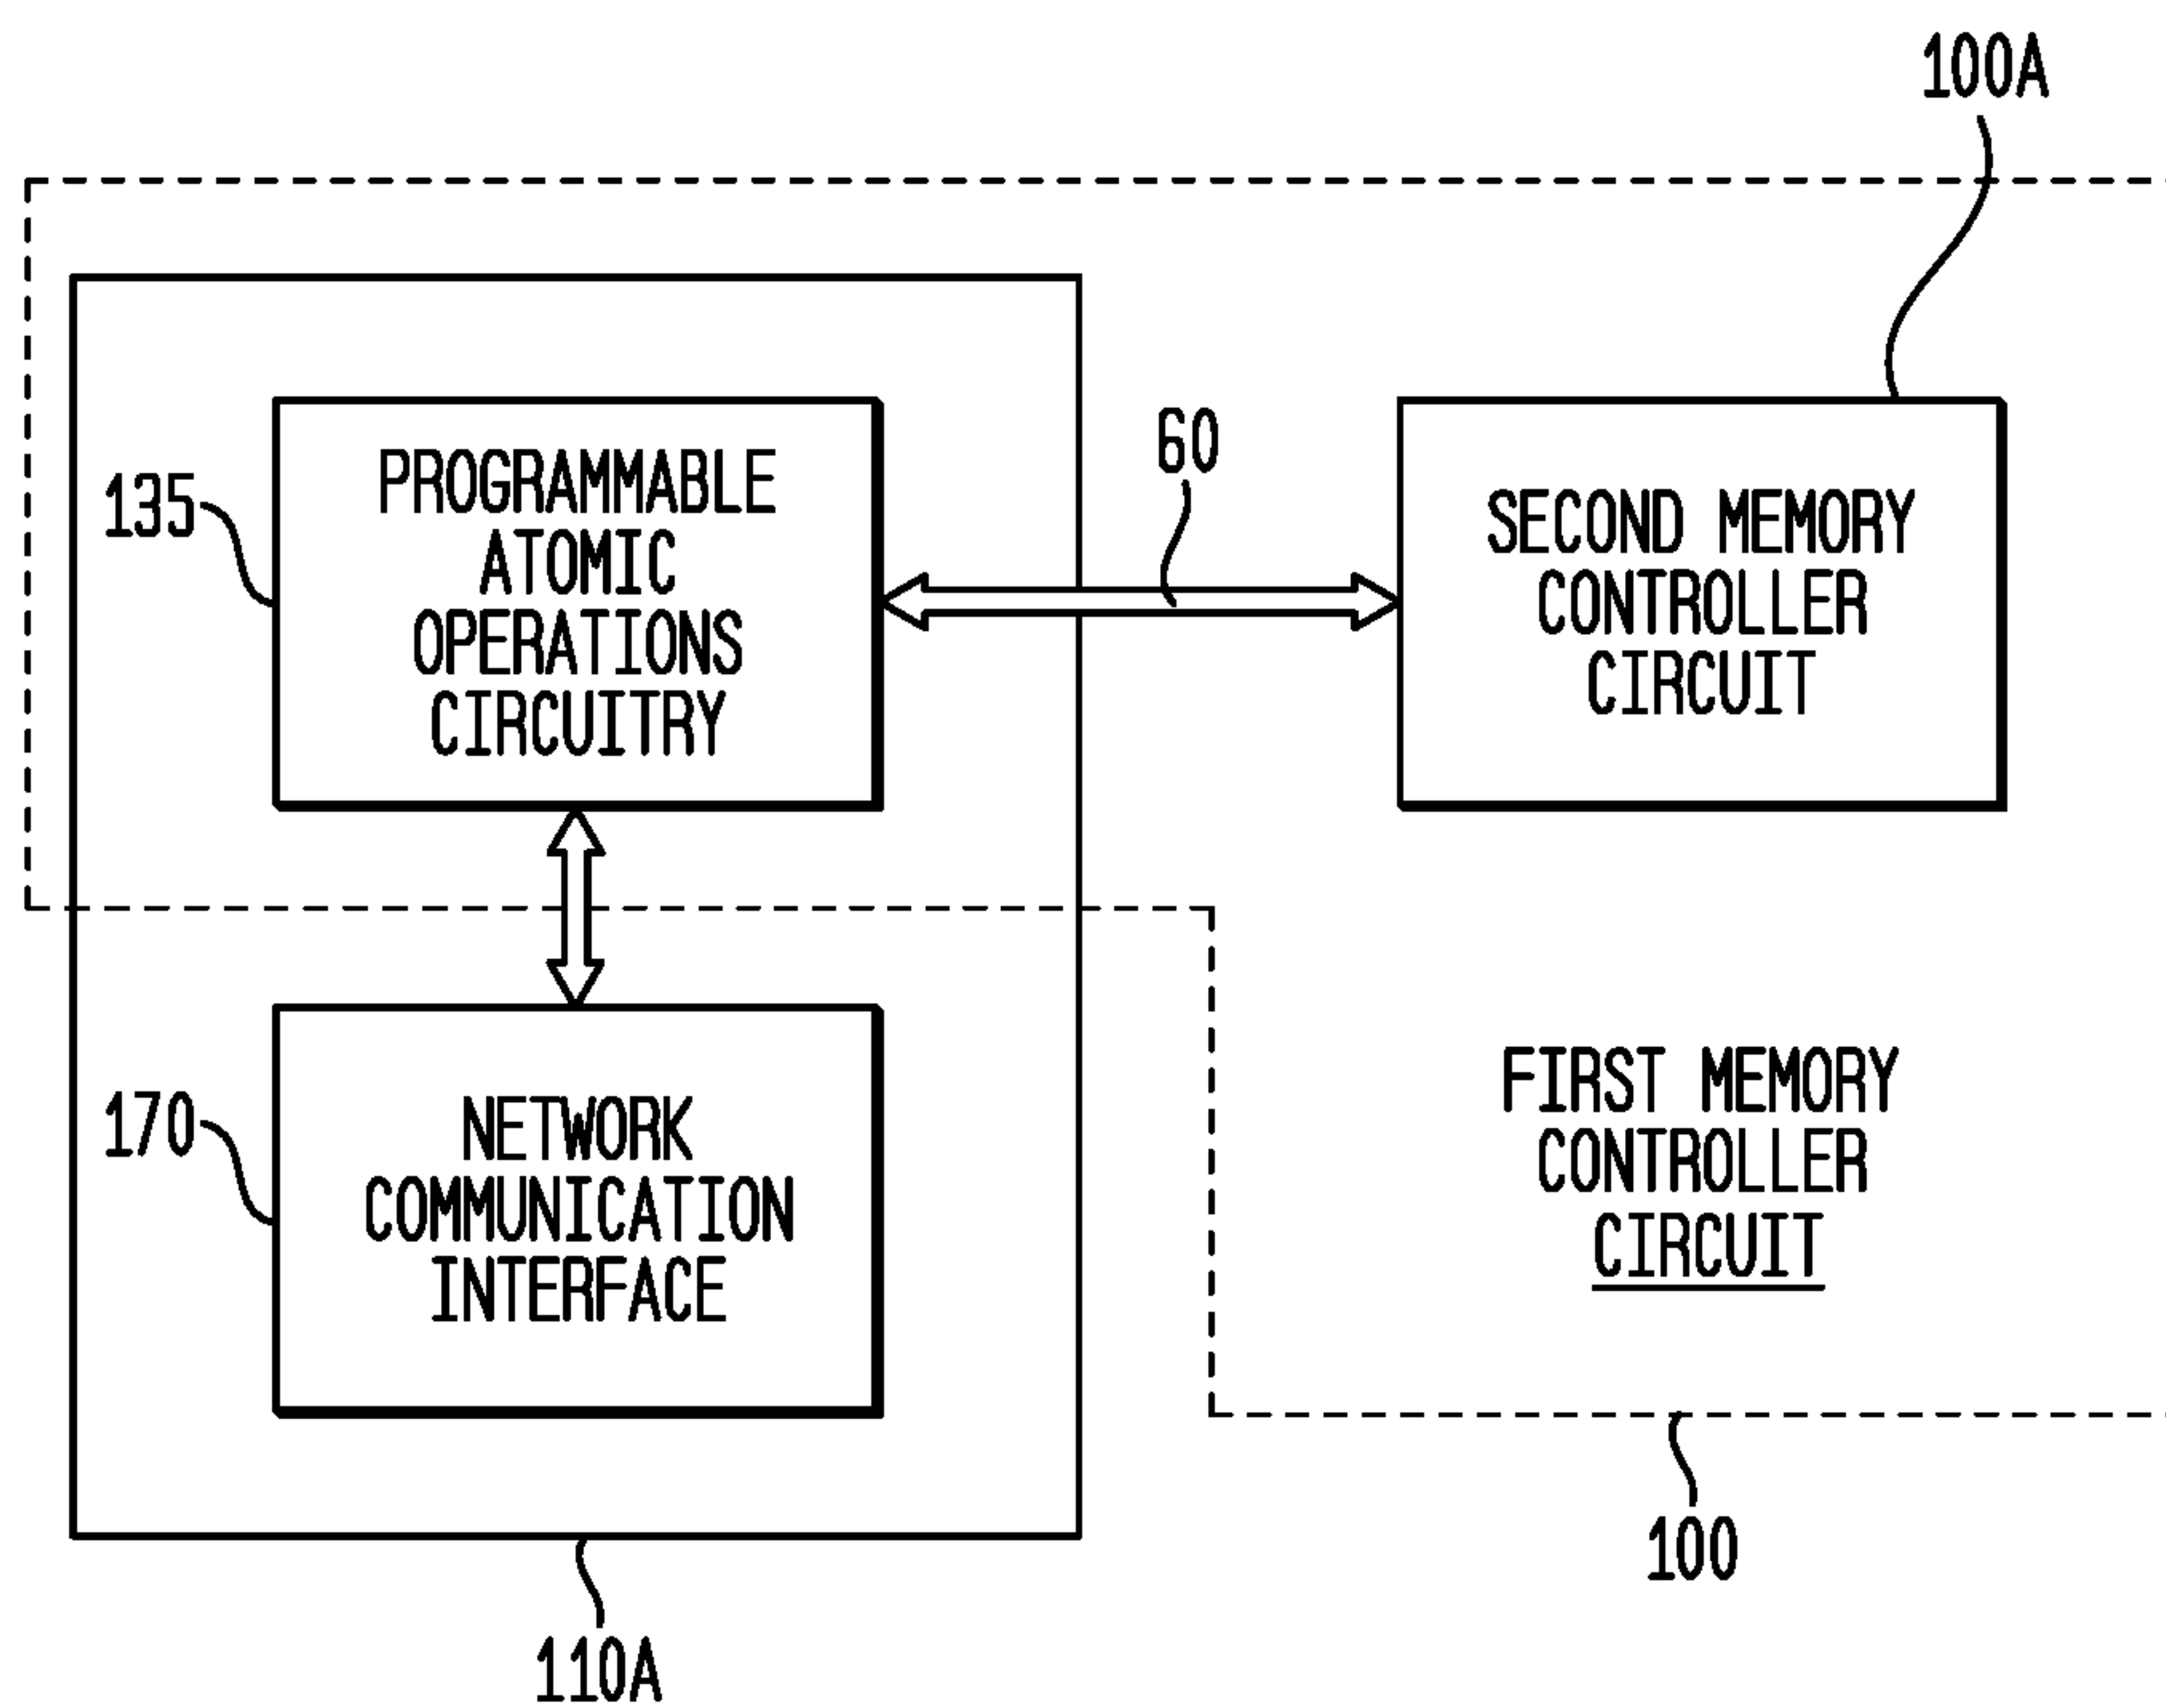 100A
60
135
PROGRAMMABLE
ATOMIC
OPERATIONS
CIRCUITRY
SECOND MEMORY
CONTROLLER
CIRCUIT
170
NETWORK
COMMUNICATION
INTERFACE
FIRST MEMORY
CONTROLLER
CIRCUIT
100
110A